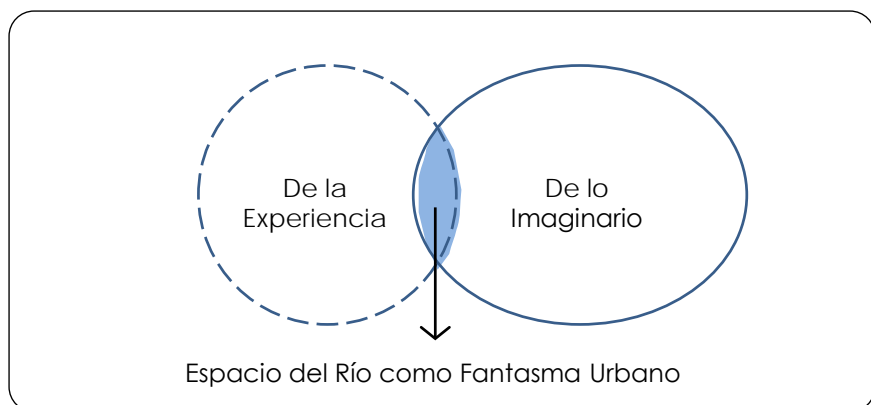 De la
Experiencia
De lo
Imaginario
Espacio del Río como Fantasma Urbano